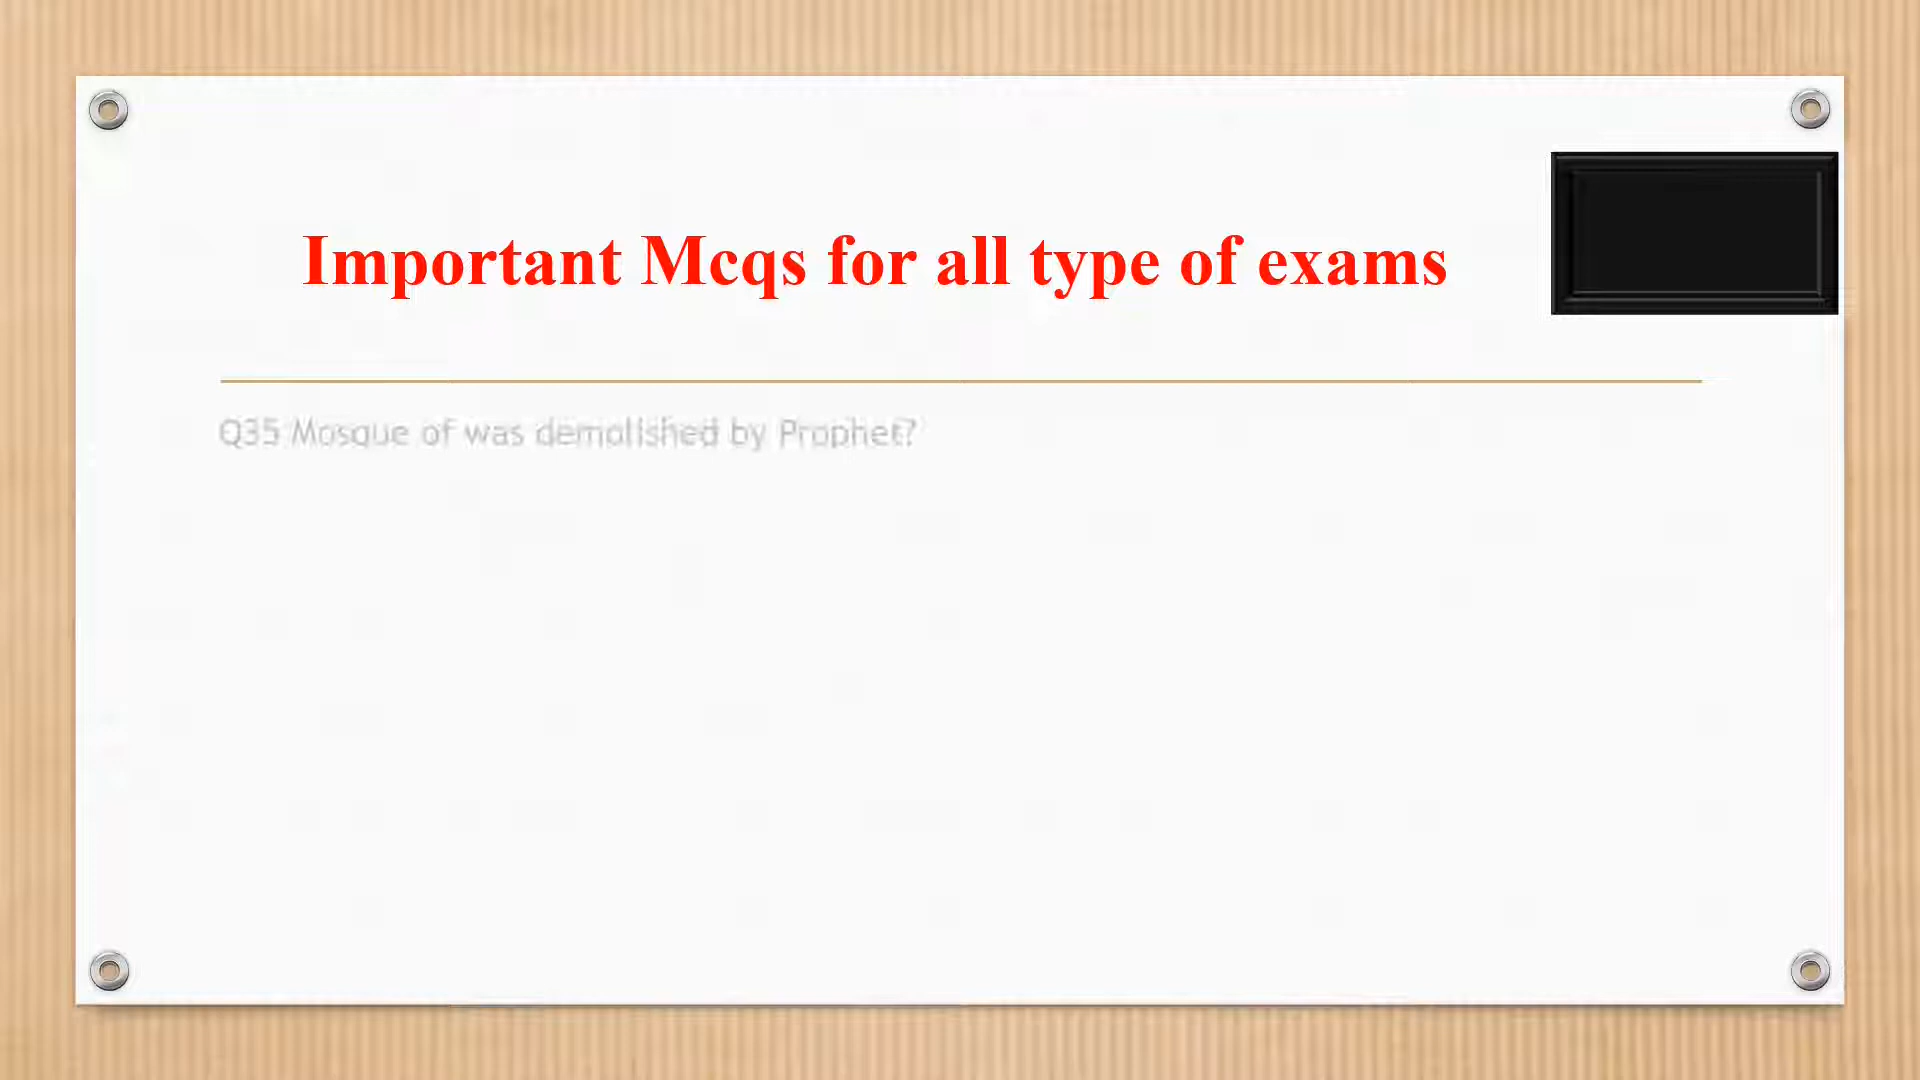 Important Mcqs for all type of exams
Q35 Mosque of was demolished by Prophet?